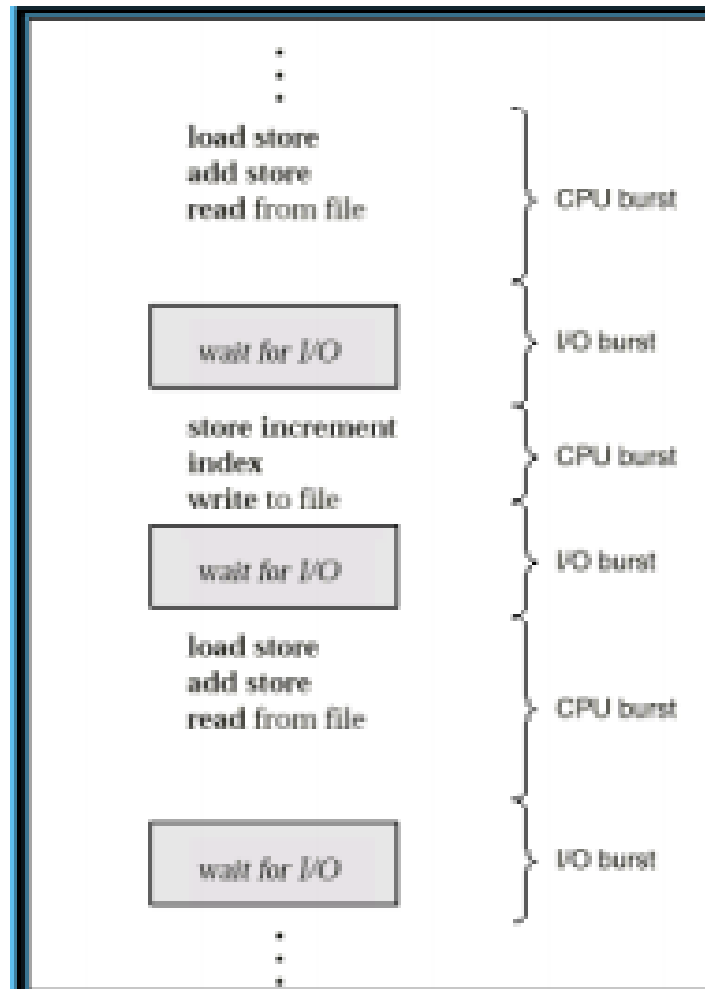 load store
add store
read from file
CPU burst
wait for I/O
I/O burst
store increment
index
write to file
CPU burst
wait for I/O
I/O burst
load store
add store
read from file
CPU burst
wait for I/O
I/O burst